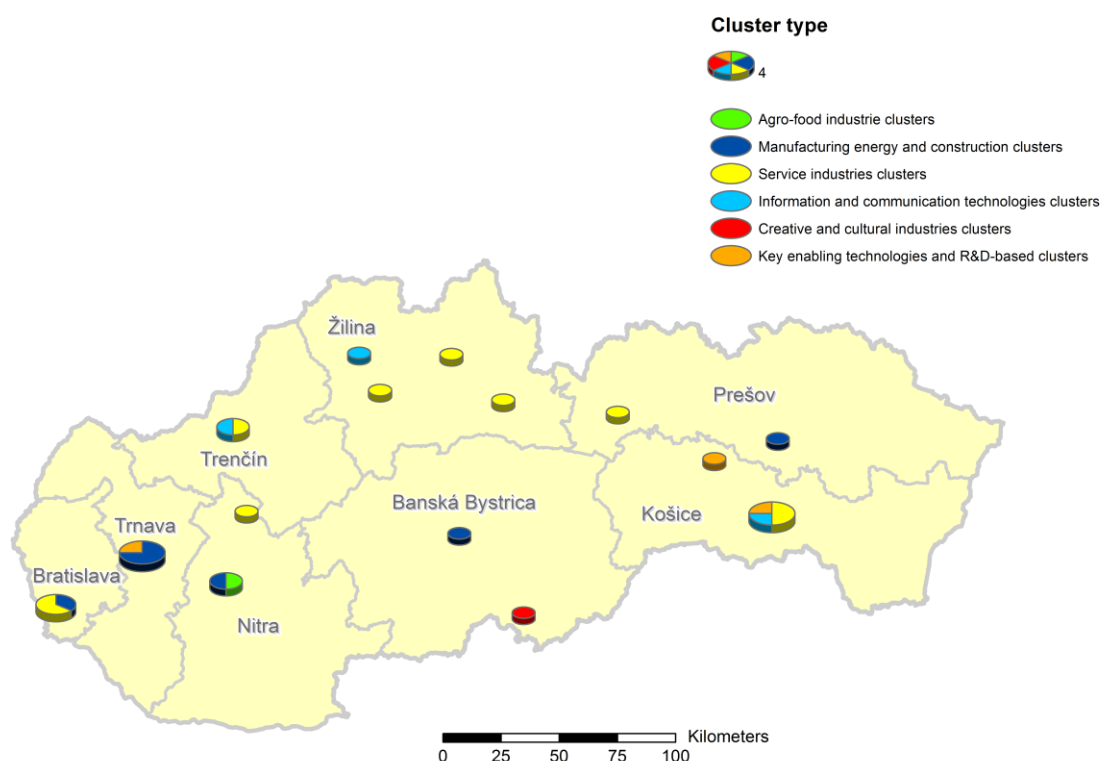 Cluster type
4
Agro-food industrie clusters
Manufacturing energy and construction clusters
Service industries clusters
Information and communication technologies clusters
Creative and cultural industries clusters
Key enabling technologies and R&D-based clusters
Žilina
Prešov
Trenčín
Banská Bystrica
Košice
Trnava
Bratislava
Nitra
Kilometers
0 25 50 75 100